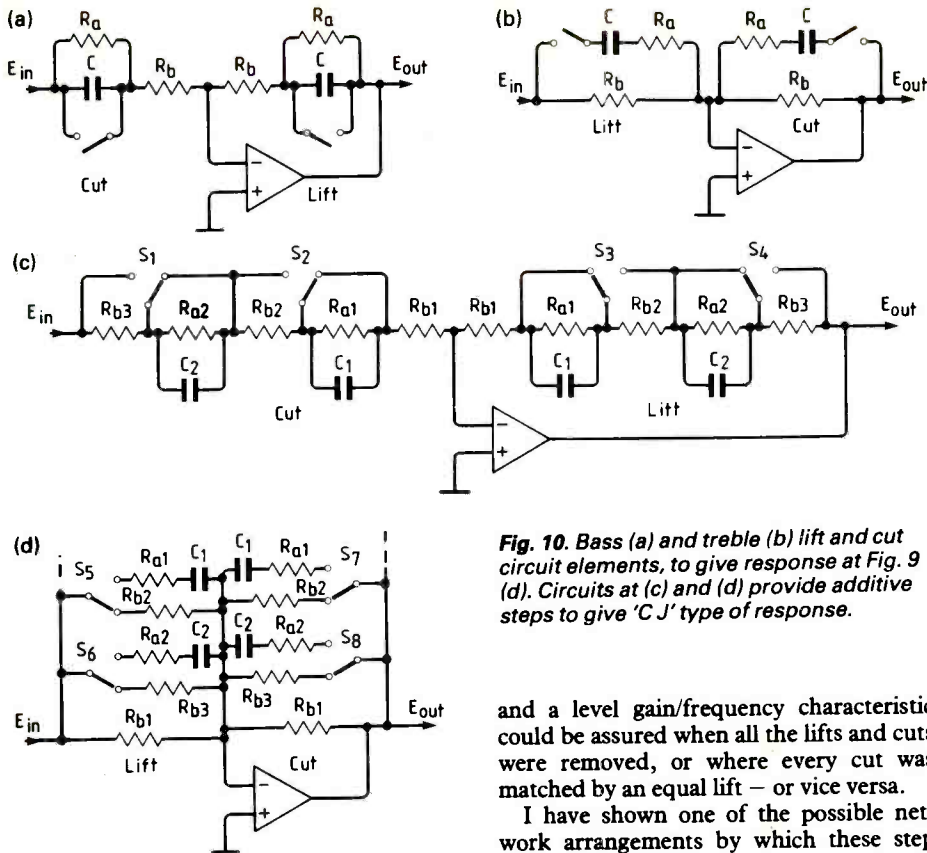 (a)
Ra
C
Rb
Rb
Ra
C
Ein
Eout
Cut
Lift
(b)
C
Ra
Ra
C
Ein
Eout
Rb
Rb
Litt
Cut
(c)
S1
S2
S3
S4
Ein
Rb3
Ra2
Rb2
Ra1
Rb1
Rb1
Ra1
Rb2
Ra2
Rb3
Eout
C2
C1
C1
C2
Cut
Litt
(d)
S5
Ra1
C1
C1
Ra1
S7
Rb2
Rb2
S6
Ra2
C2
C2
Ra2
S8
Rb3
Rb3
Ein
Rb1
Rb1
Eout
Lift
Cut
Fig. 10. Bass (a) and treble (b) lift and cut
circuit elements, to give response at Fig. 9
(d). Circuits at (c) and (d) provide additive
steps to give 'C J' type of response.
and a level gain/frequency characteristic
could be assured when all the lifts and cuts
were removed, or where every cut was
matched by an equal lift – or vice versa.
I have shown one of the possible net-
work arrangements by which these step